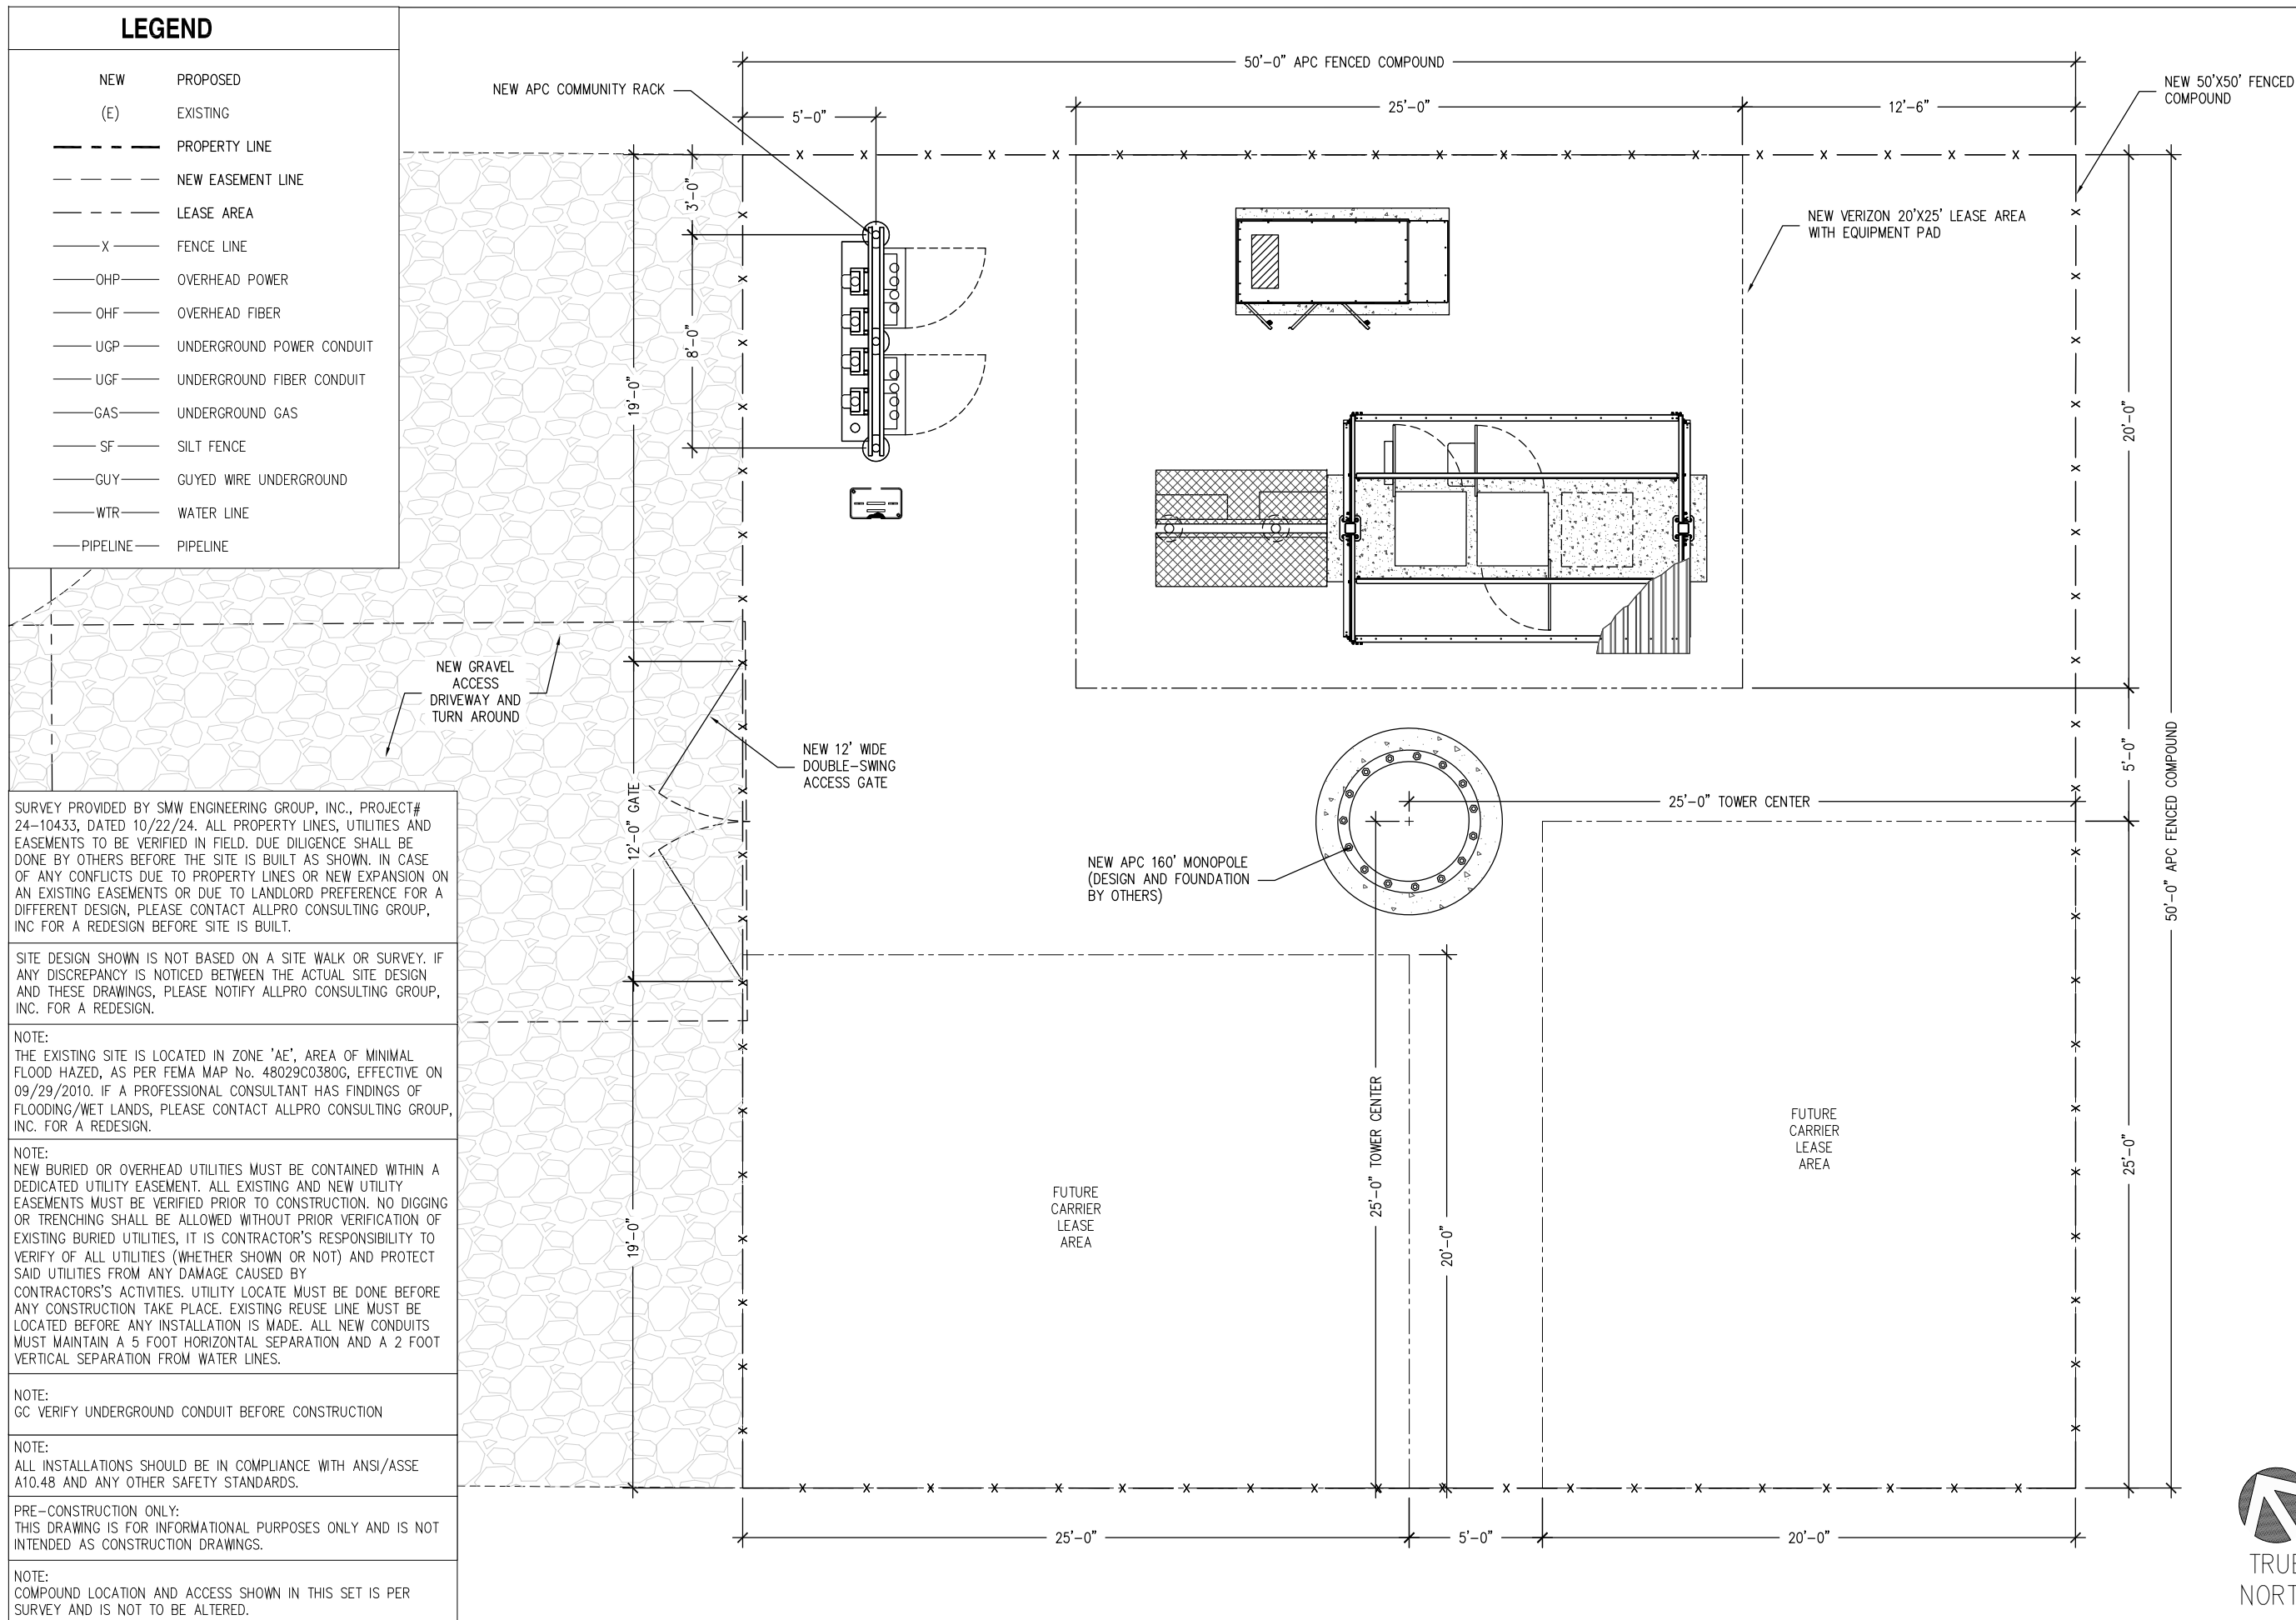 LEGEND
NEW PROPOSED
(E) EXISTING
PROPERTY LINE
NEW EASEMENT LINE
LEASE AREA
X FENCE LINE
OHP OVERHEAD POWER
OHF OVERHEAD FIBER
UGP UNDERGROUND POWER CONDUIT
UGF UNDERGROUND FIBER CONDUIT
GAS UNDERGROUND GAS
SF SILT FENCE
GUY GUYED WIRE UNDERGROUND
WTR WATER LINE
PIPELINE PIPELINE
SURVEY PROVIDED BY SMW ENGINEERING GROUP, INC., PROJECT#
24-10433, DATED 10/22/24. ALL PROPERTY LINES, UTILITIES AND
EASEMENTS TO BE VERIFIED IN FIELD. DUE DILIGENCE SHALL BE
DONE BY OTHERS BEFORE THE SITE IS BUILT AS SHOWN. IN CASE
OF ANY CONFLICTS DUE TO PROPERTY LINES OR NEW EXPANSION ON
AN EXISTING EASEMENTS OR DUE TO LANDLORD PREFERENCE FOR A
DIFFERENT DESIGN, PLEASE CONTACT ALLPRO CONSULTING GROUP,
INC FOR A REDESIGN BEFORE SITE IS BUILT.
SITE DESIGN SHOWN IS NOT BASED ON A SITE WALK OR SURVEY. IF
ANY DISCREPANCY IS NOTICED BETWEEN THE ACTUAL SITE DESIGN
AND THESE DRAWINGS, PLEASE NOTIFY ALLPRO CONSULTING GROUP,
INC. FOR A REDESIGN.
NOTE:
THE EXISTING SITE IS LOCATED IN ZONE 'AE', AREA OF MINIMAL
FLOOD HAZED, AS PER FEMA MAP No. 48029C0380G, EFFECTIVE ON
09/29/2010. IF A PROFESSIONAL CONSULTANT HAS FINDINGS OF
FLOODING/WET LANDS, PLEASE CONTACT ALLPRO CONSULTING GROUP,
INC. FOR A REDESIGN.
NOTE:
NEW BURIED OR OVERHEAD UTILITIES MUST BE CONTAINED WITHIN A
DEDICATED UTILITY EASEMENT. ALL EXISTING AND NEW UTILITY
EASEMENTS MUST BE VERIFIED PRIOR TO CONSTRUCTION. NO DIGGING
OR TRENCHING SHALL BE ALLOWED WITHOUT PRIOR VERIFICATION OF
EXISTING BURIED UTILITIES, IT IS CONTRACTOR'S RESPONSIBILITY TO
VERIFY OF ALL UTILITIES (WHETHER SHOWN OR NOT) AND PROTECT
SAID UTILITIES FROM ANY DAMAGE CAUSED BY
CONTRACTORS'S ACTIVITIES. UTILITY LOCATE MUST BE DONE BEFORE
ANY CONSTRUCTION TAKE PLACE. EXISTING REUSE LINE MUST BE
LOCATED BEFORE ANY INSTALLATION IS MADE. ALL NEW CONDUITS
MUST MAINTAIN A 5 FOOT HORIZONTAL SEPARATION AND A 2 FOOT
VERTICAL SEPARATION FROM WATER LINES.
NOTE:
GC VERIFY UNDERGROUND CONDUIT BEFORE CONSTRUCTION
NOTE:
ALL INSTALLATIONS SHOULD BE IN COMPLIANCE WITH ANSI/ASSE
A10.48 AND ANY OTHER SAFETY STANDARDS.
PRE-CONSTRUCTION ONLY:
THIS DRAWING IS FOR INFORMATIONAL PURPOSES ONLY AND IS NOT
INTENDED AS CONSTRUCTION DRAWINGS.
NOTE:
COMPOUND LOCATION AND ACCESS SHOWN IN THIS SET IS PER
SURVEY AND IS NOT TO BE ALTERED.
50'-0" APC FENCED COMPOUND
NEW APC COMMUNITY RACK
5'-0"
25'-0"
12'-6"
NEW 50'X50' FENCED
COMPOUND
3'-0"
8'-0"
19'-0"
NEW VERIZON 20'X25' LEASE AREA
WITH EQUIPMENT PAD
20'-0"
5'-0"
50'-0" APC FENCED COMPOUND
NEW GRAVEL
ACCESS
DRIVEWAY AND
TURN AROUND
NEW 12' WIDE
DOUBLE-SWING
ACCESS GATE
12'-0" GATE
25'-0" TOWER CENTER
NEW APC 160' MONOPOLE
(DESIGN AND FOUNDATION
BY OTHERS)
25'-0" TOWER CENTER
20'-0"
FUTURE
CARRIER
LEASE
AREA
FUTURE
CARRIER
LEASE
AREA
25'-0"
19'-0"
25'-0"
5'-0"
20'-0"
TRUE
NORT